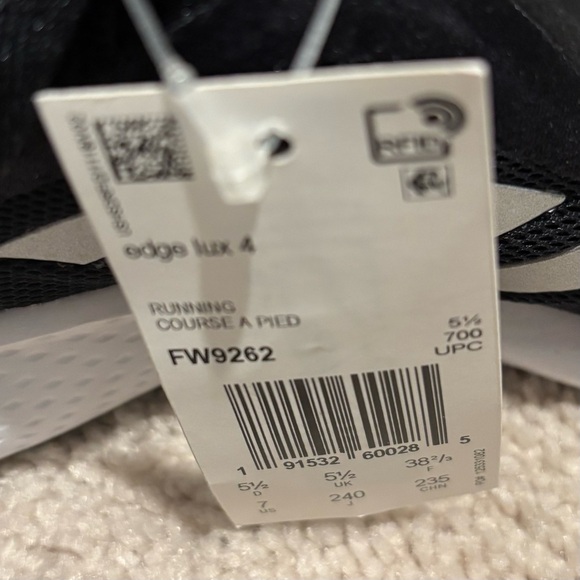 RFID
edge lux 4
RUNNING
COURSE A PIED
FW9262
5½
700
UPC
1 91532 60028 5
5½ 5½ 38²/₃
D UK F
7 240 235
US J CHN